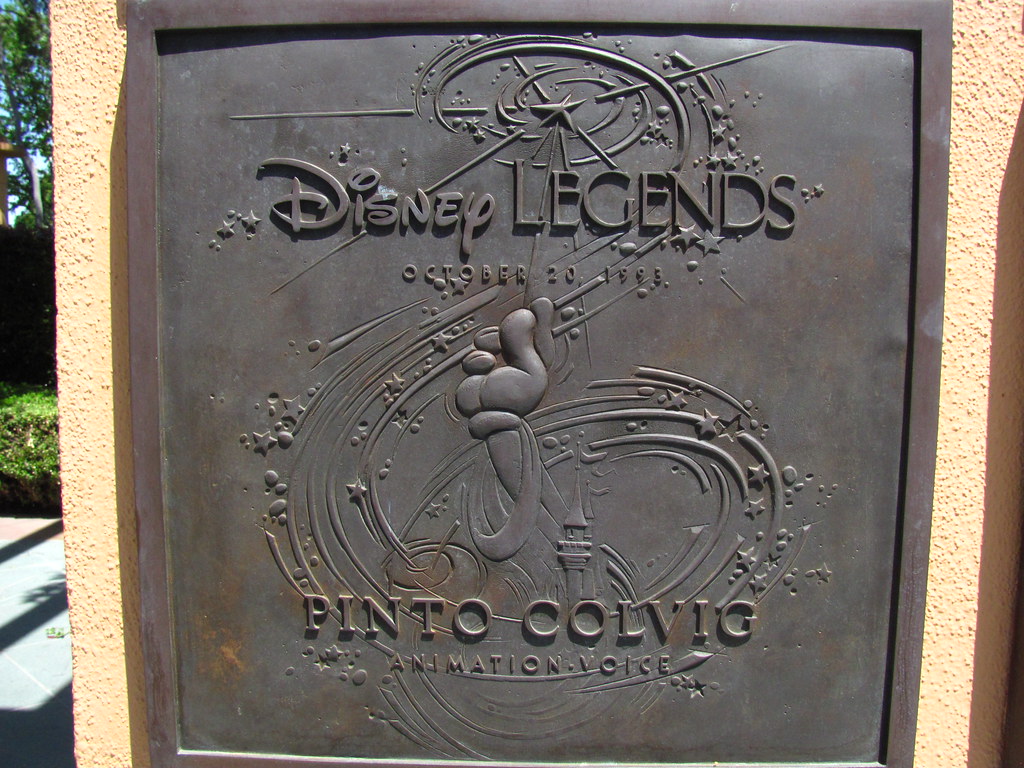 Disney LEGENDS
OCTOBER 20, 1993
PINTO COLVIG
ANIMATION·VOICE